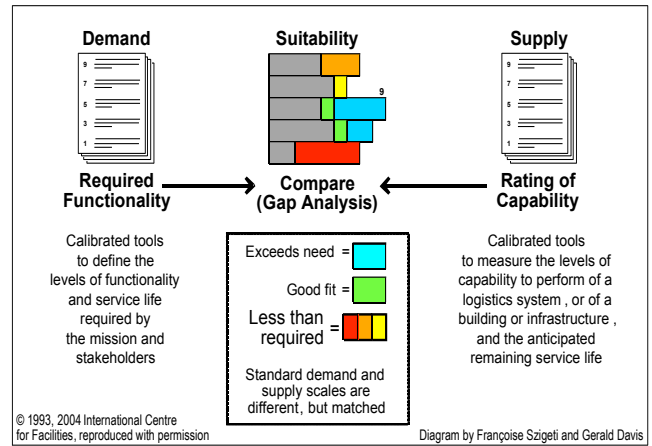 Demand
Suitability
Supply
9
7
5
3
1
9
9
7
5
3
1
Required
Functionality
Compare
(Gap Analysis)
Rating of
Capability
Calibrated tools
to define the
levels of functionality
and service life
required by
the mission and
stakeholders
Exceeds need =
Good fit =
Less than
required =
Standard demand and
supply scales are
different, but matched
Calibrated tools
to measure the levels of
capability to perform of a
logistics system , or of a
building or infrastructure ,
and the anticipated
remaining service life
© 1993, 2004 International Centre
for Facilities, reproduced with permission
Diagram by Françoise Szigeti and Gerald Davis